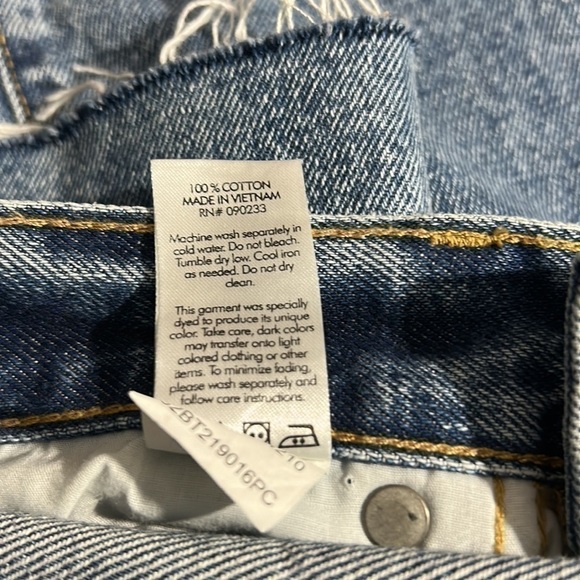 100% COTTON
MADE IN VIETNAM
RN# 090233
Machine wash separately in
cold water. Do not bleach.
Tumble dry low. Cool iron
as needed. Do not dry
clean.
This garment was specially
dyed to produce its unique
color. Take care, dark colors
may transfer onto light
colored clothing or other
items. To minimize fading,
please wash separately and
follow care instructions.
2BT219016PC